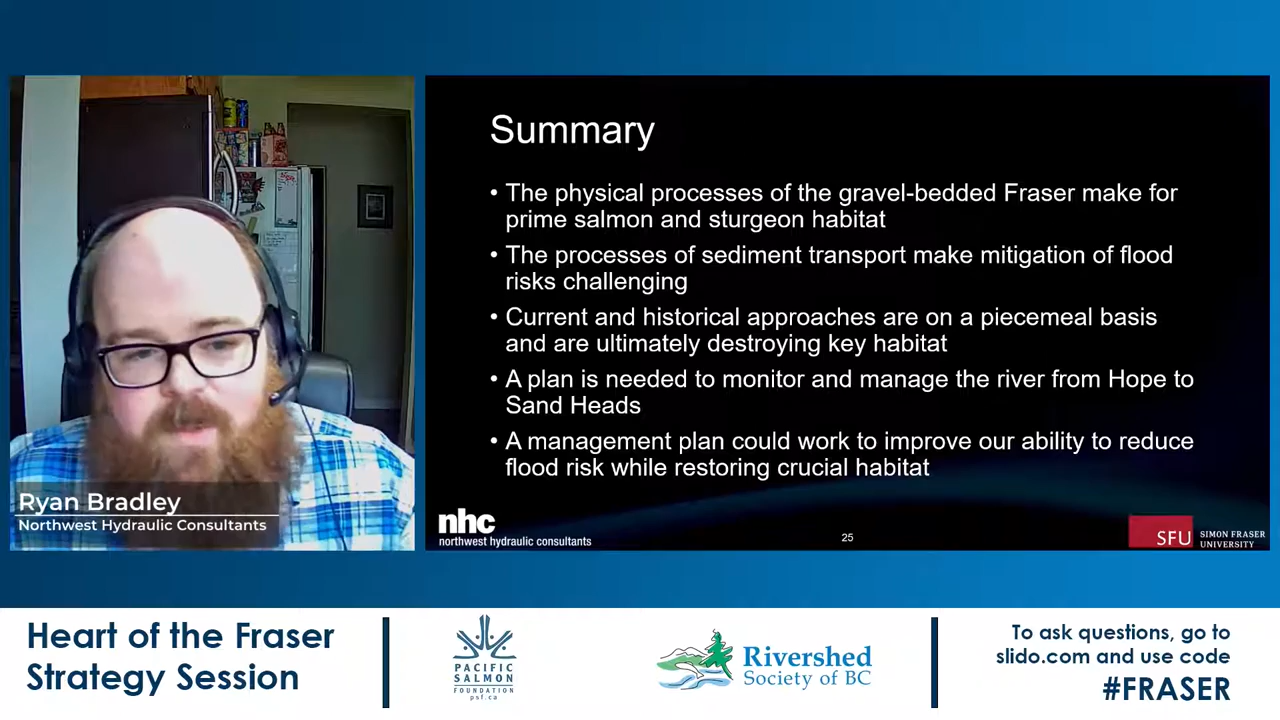 Summary
• The physical processes of the gravel-bedded Fraser make for
prime salmon and sturgeon habitat
• The processes of sediment transport make mitigation of flood
risks challenging
• Current and historical approaches are on a piecemeal basis
and are ultimately destroying key habitat
• A plan is needed to monitor and manage the river from Hope to
Sand Heads
• A management plan could work to improve our ability to reduce
flood risk while restoring crucial habitat
Ryan Bradley
Northwest Hydraulic Consultants
nhc
northwest hydraulic consultants
25
SFU
SIMON FRASER
UNIVERSITY
Heart of the Fraser
Strategy Session
PACIFIC
SALMON
FOUNDATION
psf.ca
Rivershed
Society of BC
To ask questions, go to
slido.com and use code
#FRASER